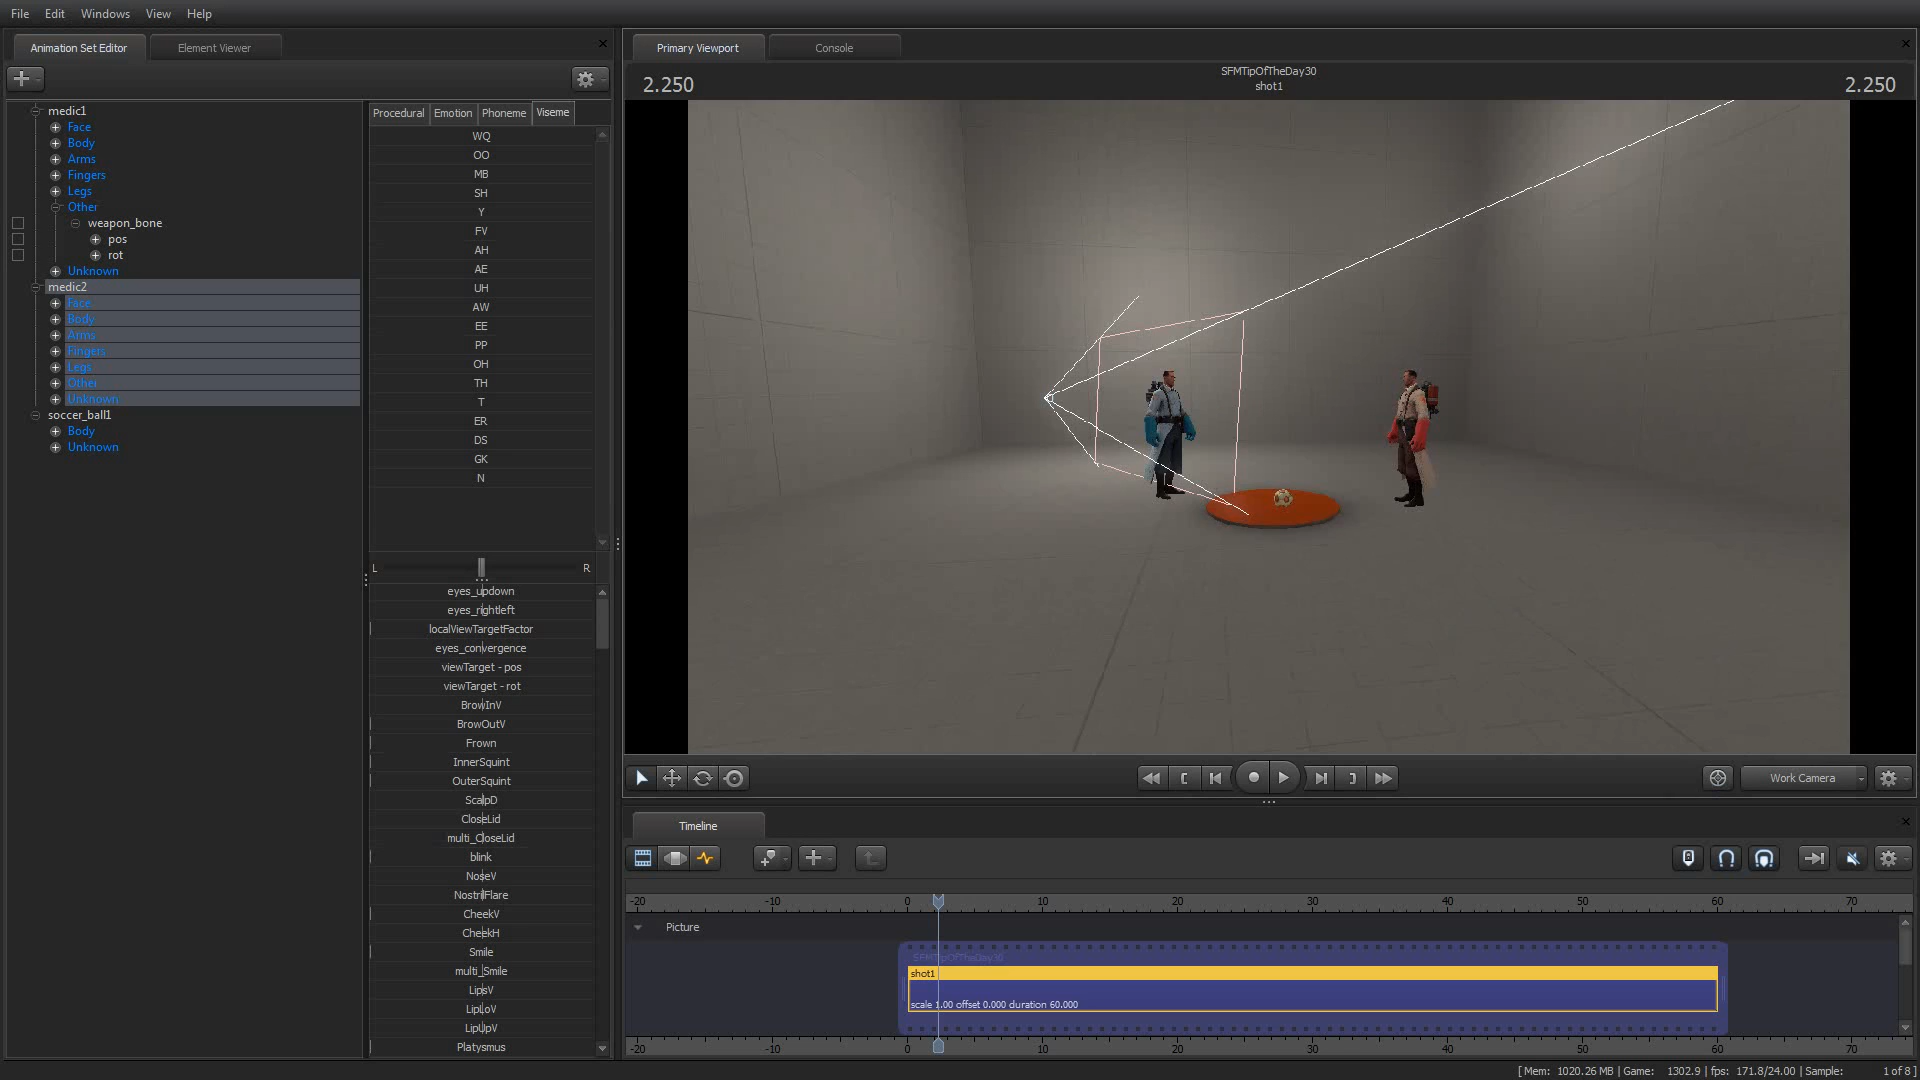 File Edit Windows View Help
Animation Set Editor Element Viewer
medic1
Face
Body
Arms
Fingers
Legs
Other
weapon_bone
pos
rot
Unknown
medic2
Face
Body
Arms
Fingers
Legs
Other
Unknown
soccer_ball1
Body
Unknown
Procedural Emotion Phoneme Viseme
WQ
OO
MB
SH
Y
FV
AH
AE
UH
AW
EE
PP
OH
TH
T
ER
DS
GK
N
L R
eyes_updown
eyes_rightleft
localViewTargetFactor
eyes_convergence
viewTarget - pos
viewTarget - rot
BrowInV
BrowOutV
Frown
InnerSquint
OuterSquint
ScalpD
CloseLid
multi_CloseLid
blink
NoseV
NostrilFlare
CheekV
CheekH
Smile
multi_Smile
LipsV
LipLoV
LipUpV
Platysmus
Primary Viewport Console
2.250 SFMTipOfTheDay30 2.250
shot1
Work Camera
Timeline
-20 -10 0 10 20 30 40 50 60 70
Picture
SFMTipOfTheDay30
shot1
scale 1.00 offset 0.000 duration 60.000
-20 -10 0 10 20 30 40 50 60 70
[ Mem: 1020.26 MB | Game: 1302.9 | fps: 171.8/24.00 | Sample: 1 of 8 ]